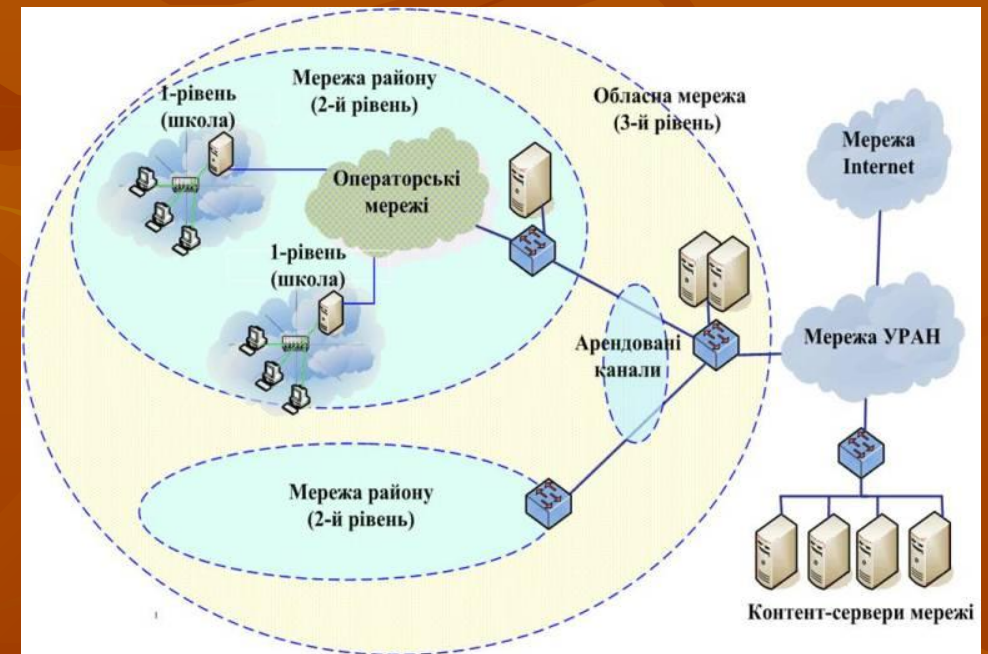 Мережа району
(2-й рівень)
1-рівень
(школа)
Обласна мережа
(3-й рівень)
Мережа
Internet
Операторські
мережі
1-рівень
(школа)
Арендовані
канали
Мережа УРАН
Мережа району
(2-й рівень)
Контент-сервери мережі
1